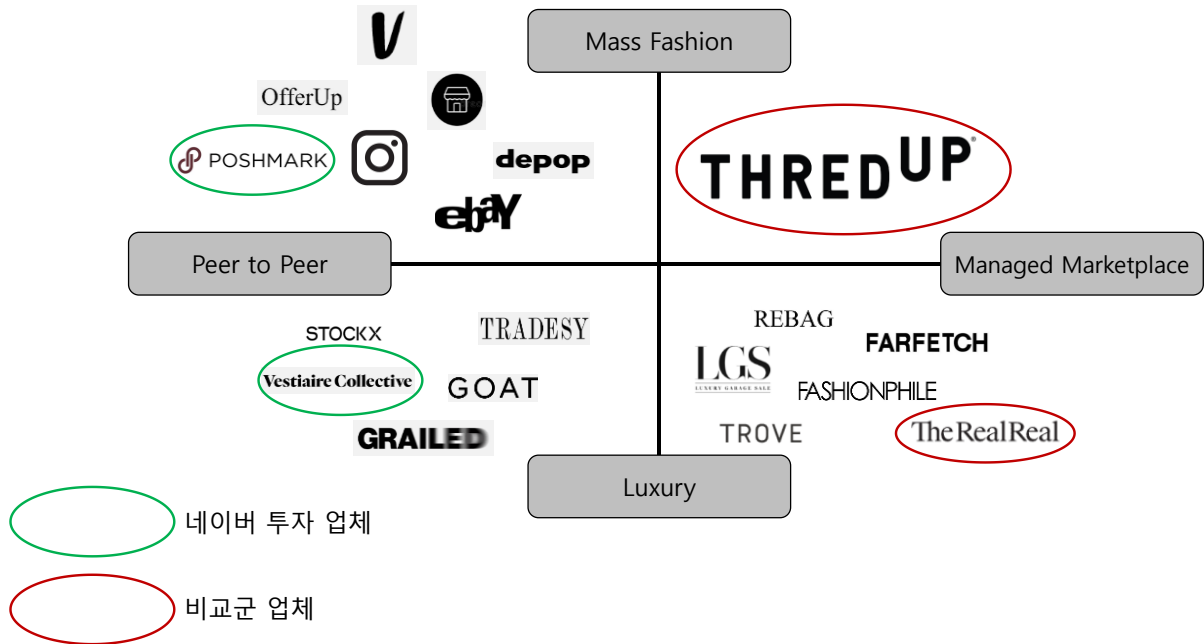 V
Mass Fashion
OfferUp
POSHMARK
depop
THREDUP
ebaY
Peer to Peer
Managed Marketplace
STOCKX
TRADESY
REBAG
FARFETCH
Vestiaire Collective
GOAT
LGS
LUXURY GARAGE SALE
FASHIONPHILE
GRAILED
TROVE
TheRealReal
Luxury
네이버 투자 업체
비교군 업체